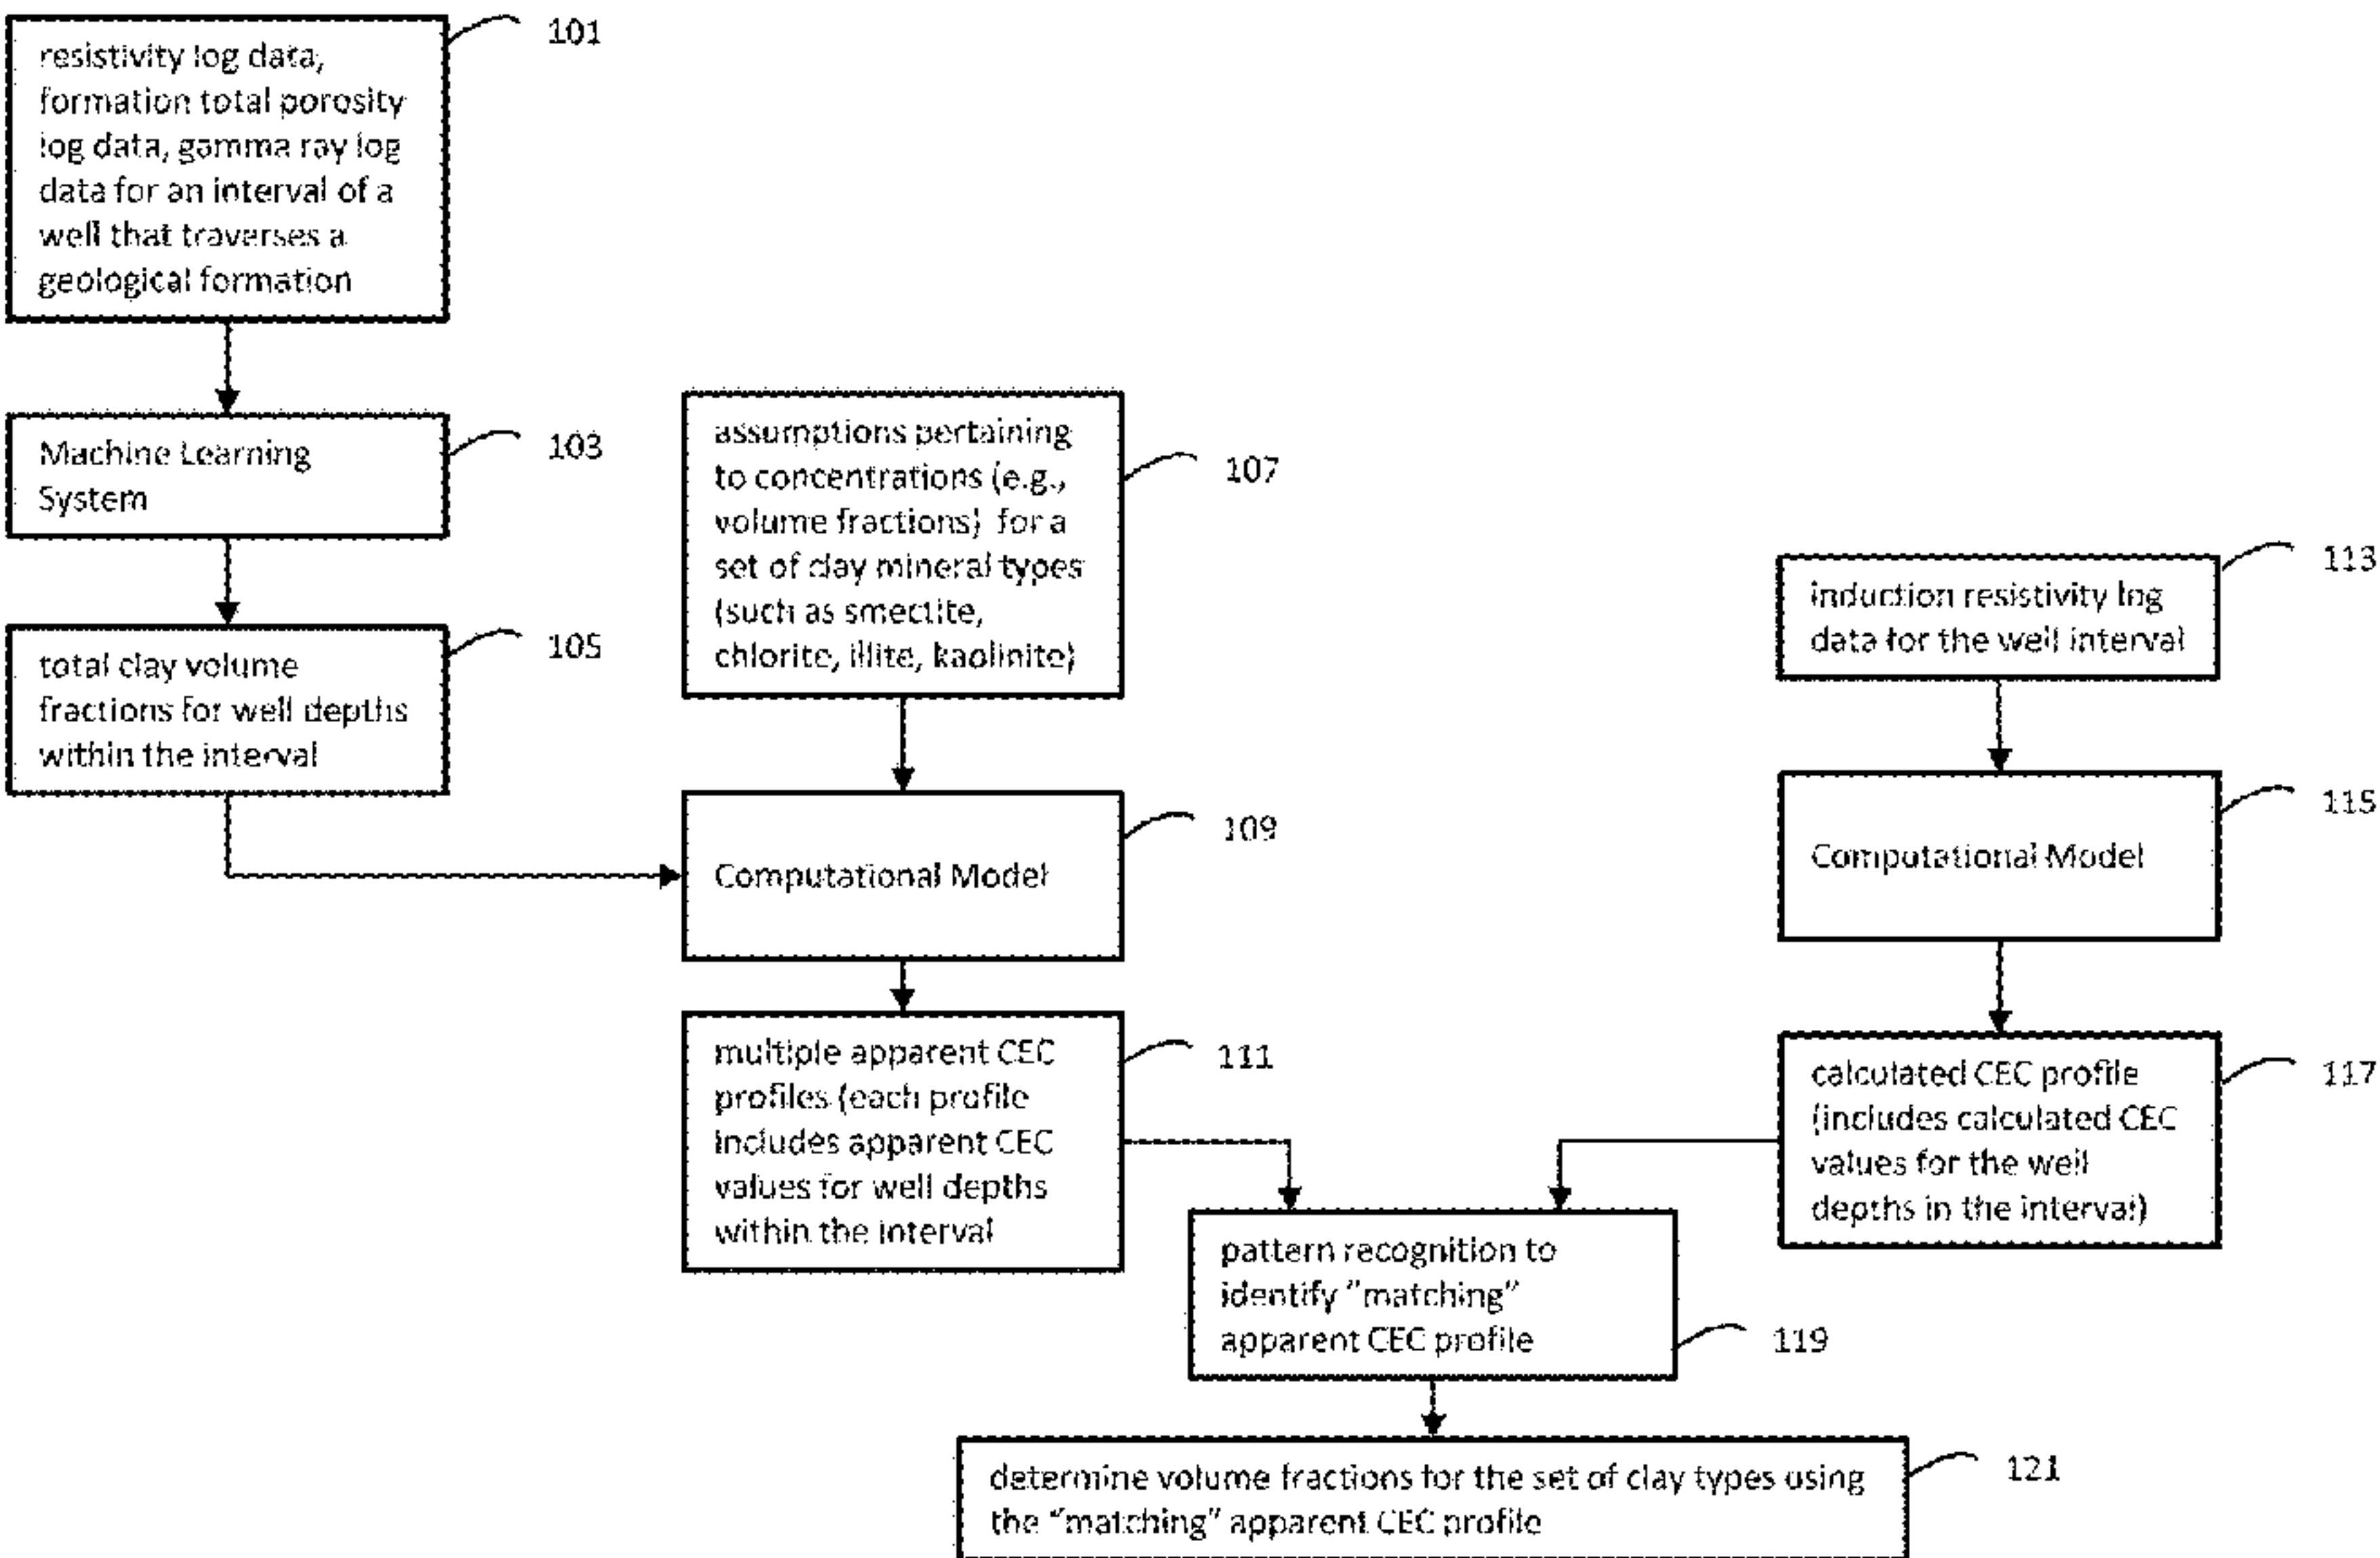 resistivity log data,
formation total porosity
log data, gamma ray log
data for an interval of a
well that traverses a
geological formation
101
Machine Learning
System
103
total clay volume
fractions for well depths
within the interval
105
assumptions pertaining
to concentrations (e.g.,
volume fractions) for a
set of clay mineral types
(such as smectite,
chlorite, illite, kaolinite)
107
Computational Model
109
multiple apparent CEC
profiles (each profile
includes apparent CEC
values for well depths
within the interval
111
induction resistivity log
data for the well interval
113
Computational Model
115
calculated CEC profile
(includes calculated CEC
values for the well
depths in the interval)
117
pattern recognition to
identify "matching"
apparent CEC profile
119
determine volume fractions for the set of clay types using
the "matching" apparent CEC profile
121